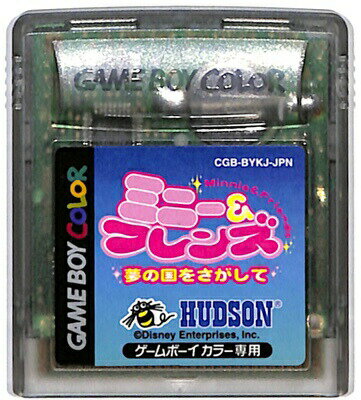 GAME BOY COLOR
GAME BOY COLOR
CGB-BYKJ-JPN
Minnie & Friends
ミニー&
フレンズ
夢の国をさがして
HUDSON
©Disney Enterprises, Inc.
ゲームボーイカラー専用